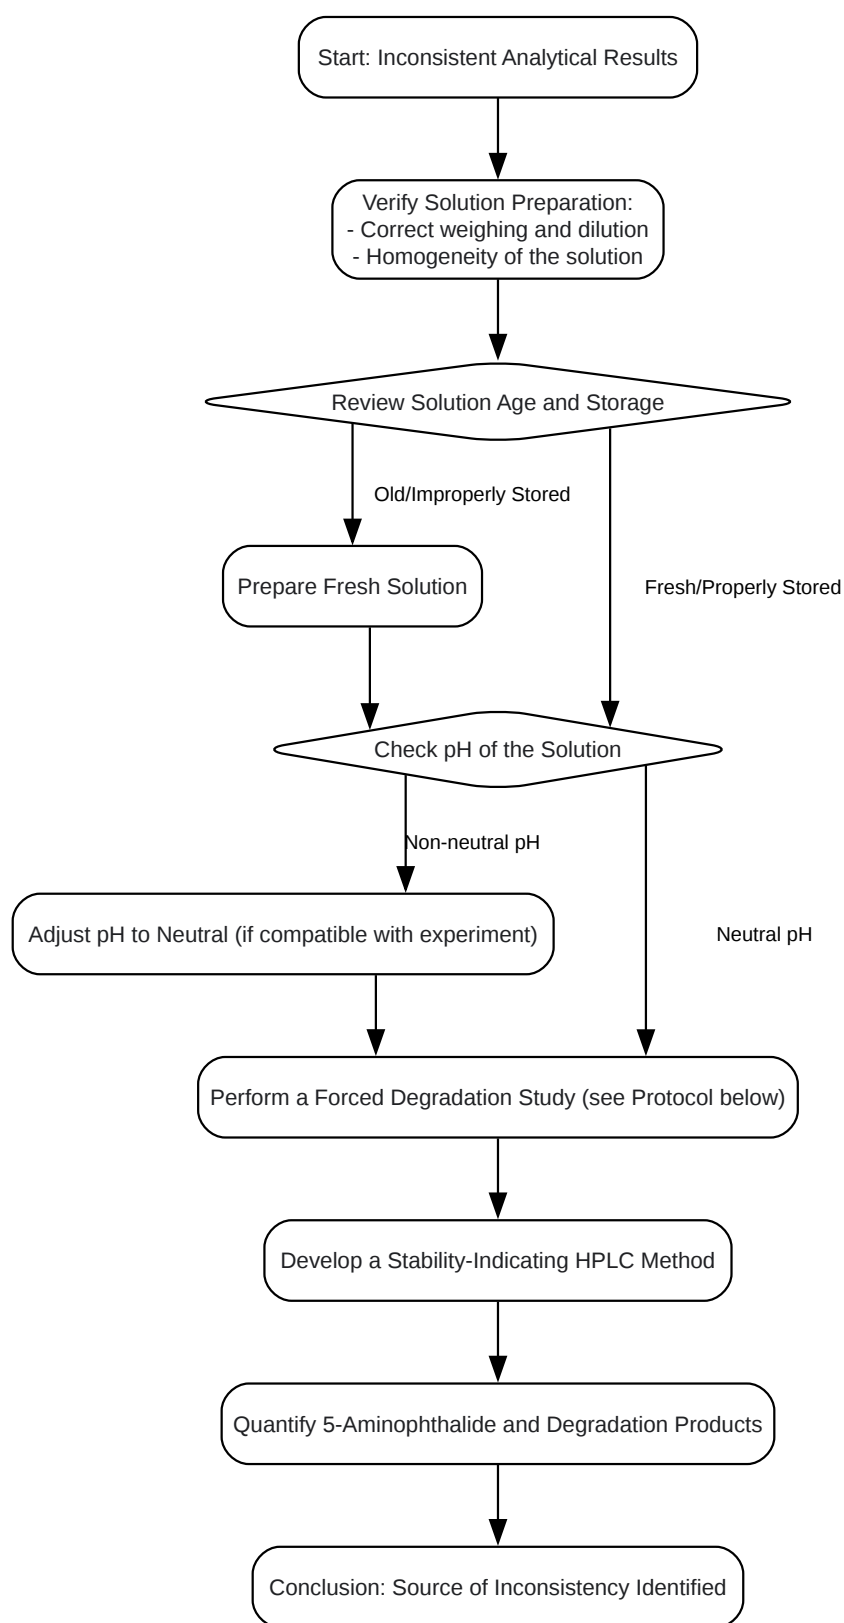 Start: Inconsistent Analytical Results
Verify Solution Preparation:
- Correct weighing and dilution
- Homogeneity of the solution
Review Solution Age and Storage
Old/Improperly Stored
Prepare Fresh Solution
Fresh/Properly Stored
Check pH of the Solution
Non-neutral pH
Adjust pH to Neutral (if compatible with experiment)
Neutral pH
Perform a Forced Degradation Study (see Protocol below)
Develop a Stability-Indicating HPLC Method
Quantify 5-Aminophthalide and Degradation Products
Conclusion: Source of Inconsistency Identified